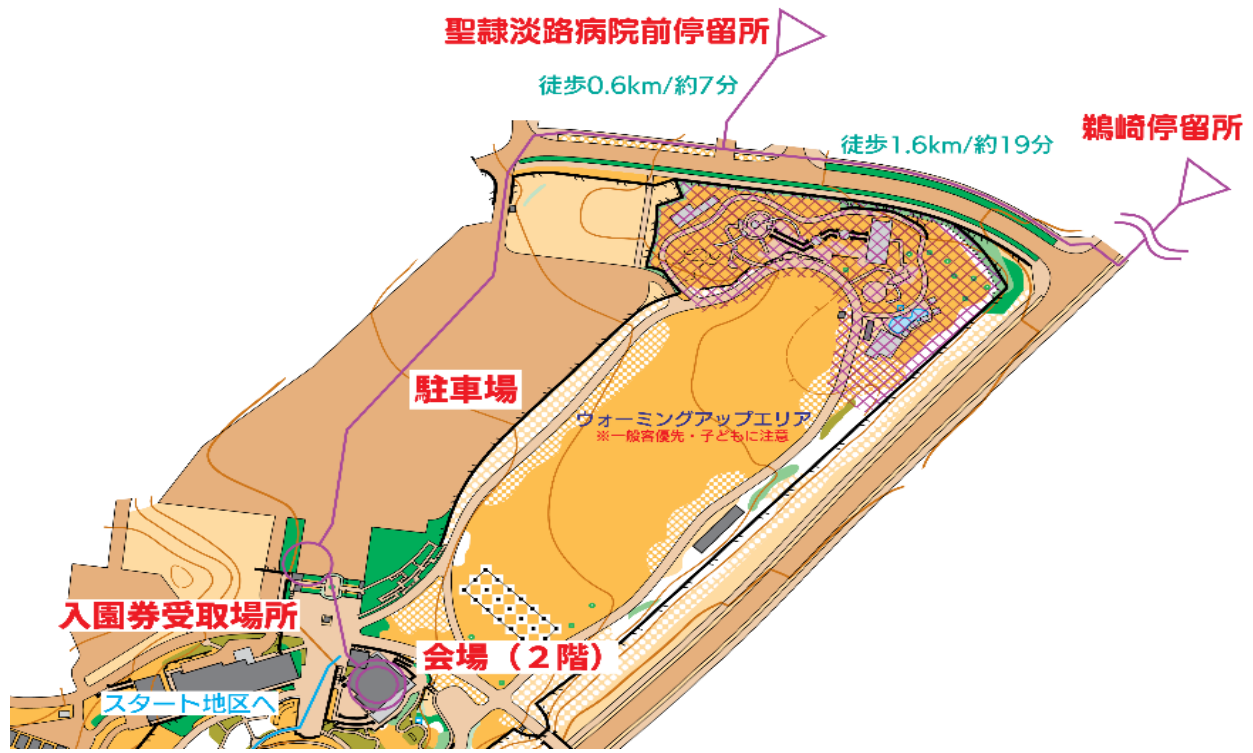 聖隷淡路病院前停留所
徒歩0.6km/約7分
鵜崎停留所
徒歩1.6km/約19分
駐車場
ウォーミングアップエリア
※一般客優先・子どもに注意
入園券受取場所
会場（2階）
スタート地区へ